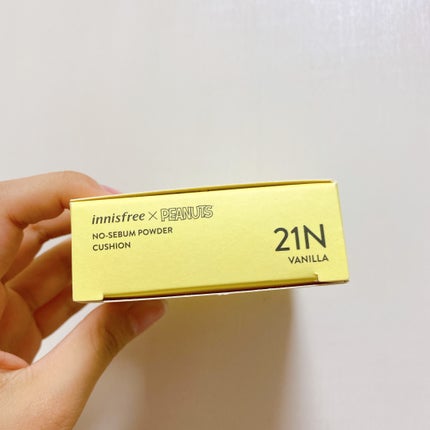 innisfree × PEANUTS
NO-SEBUM POWDER
CUSHION
21N
VANILLA